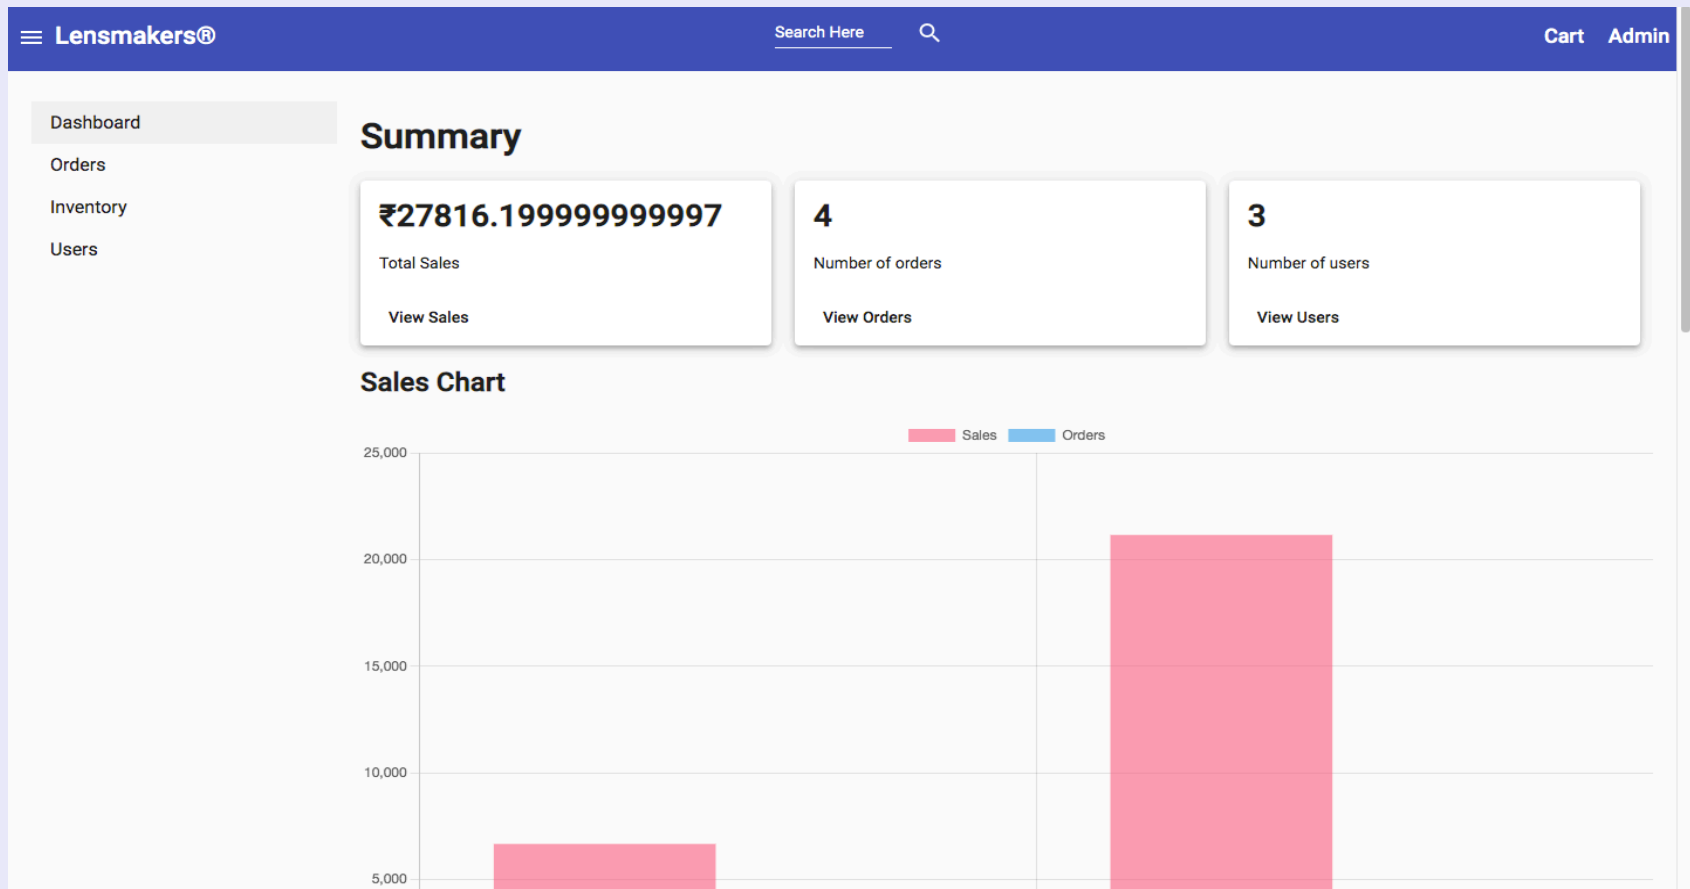 Lensmakers®
Search Here
Cart Admin
Dashboard
Orders
Inventory
Users
Summary
₹27816.199999999997
Total Sales
View Sales
4
Number of orders
View Orders
3
Number of users
View Users
Sales Chart
Sales Orders
25,000
20,000
15,000
10,000
5,000